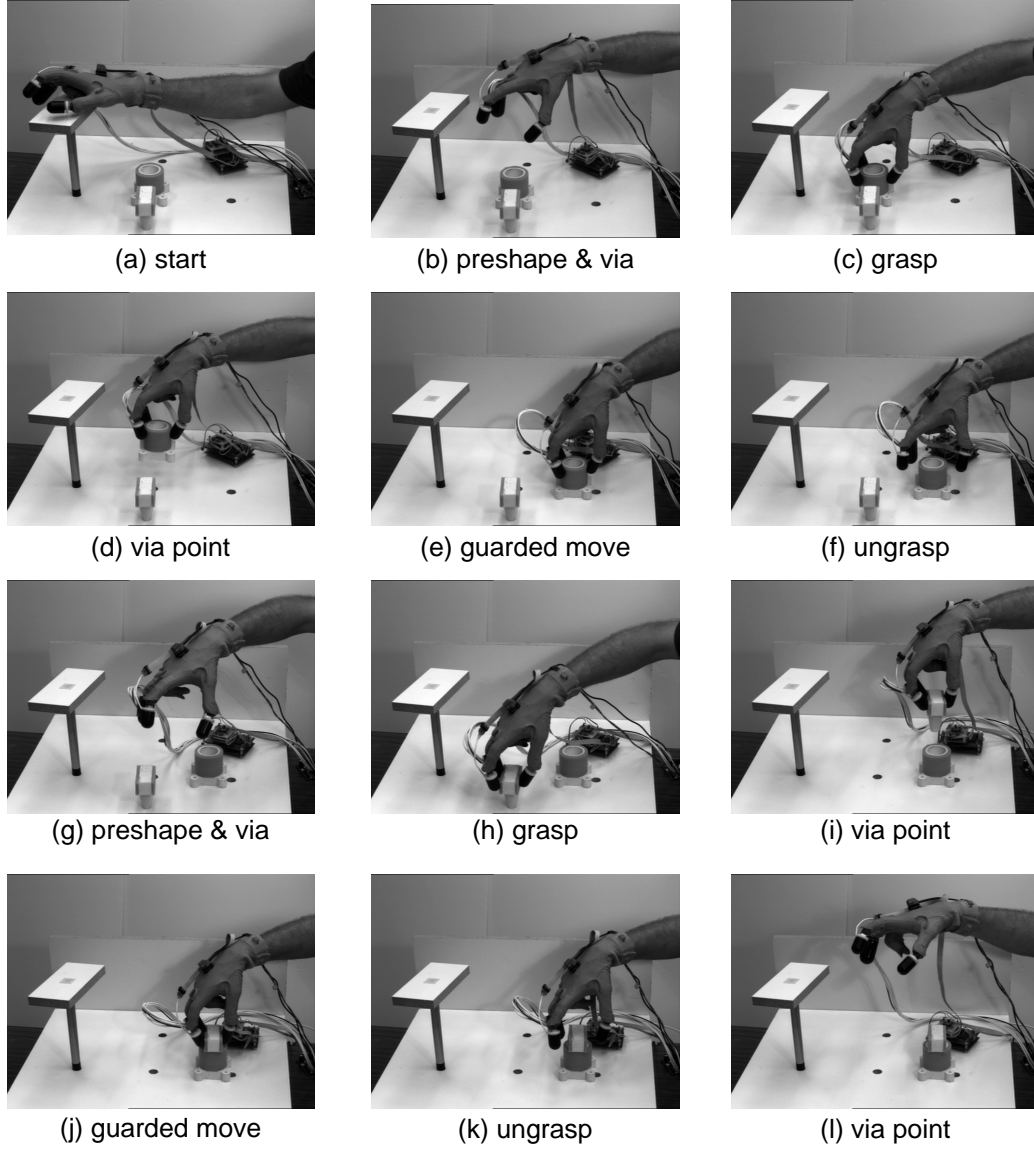 (a) start
(b) preshape & via
(c) grasp
(d) via point
(e) guarded move
(f) ungrasp
(g) preshape & via
(h) grasp
(i) via point
(j) guarded move
(k) ungrasp
(l) via point